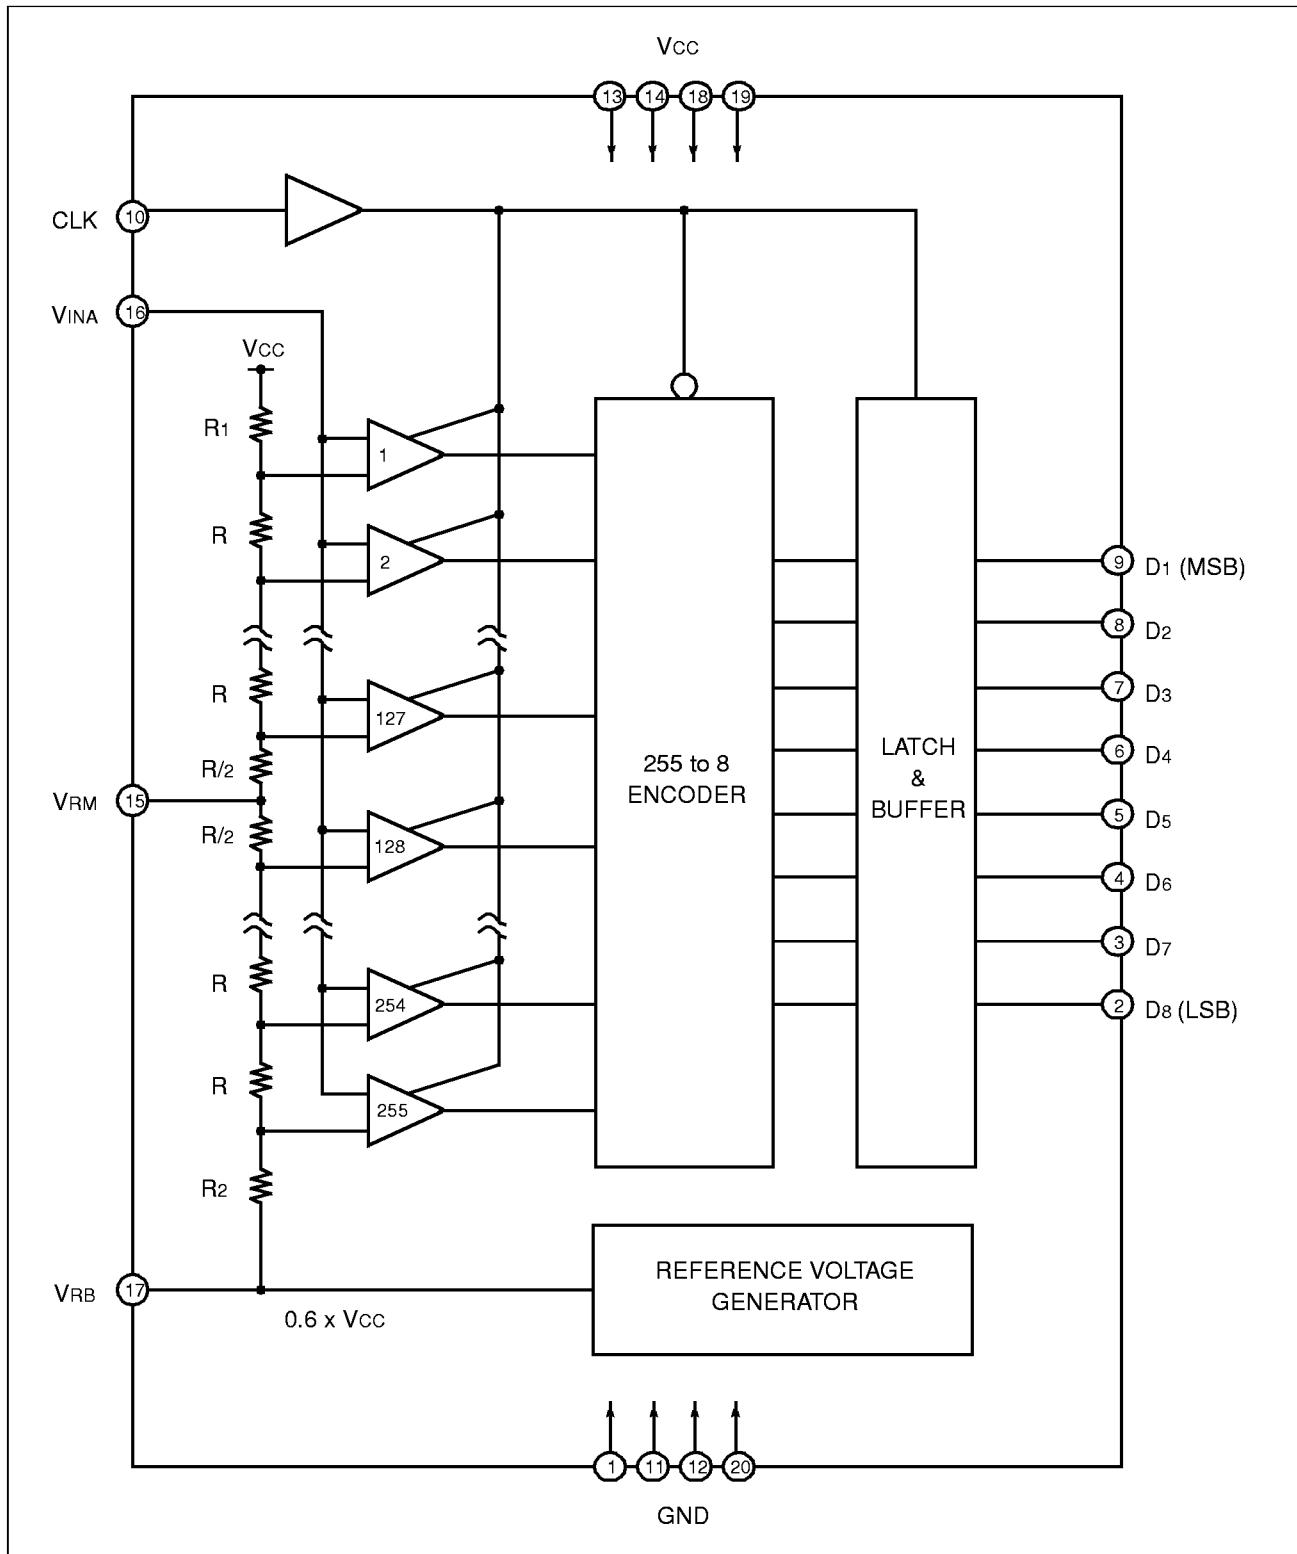 VCC
13 14 18 19
CLK 10
VINA 16
VCC
R1
1
R
2
9 D1 (MSB)
8 D2
R
127
7 D3
R/2
255 to 8
ENCODER
LATCH
&
BUFFER
6 D4
VRM 15
R/2
128
5 D5
4 D6
3 D7
R
254
2 D8 (LSB)
R
255
R2
REFERENCE VOLTAGE
GENERATOR
VRB 17
0.6 x VCC
1 11 12 20
GND